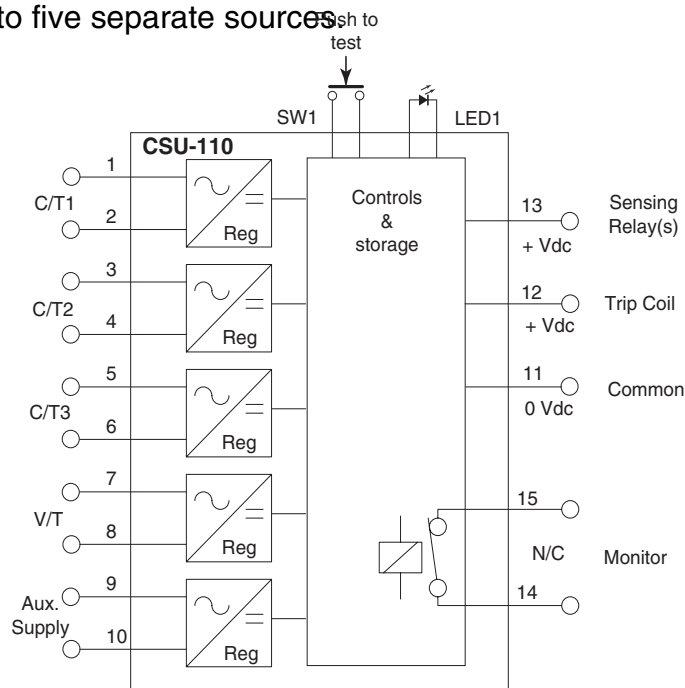 to five separate sources.
Push to
test
SW1
LED1
CSU-110
C/T1
1
2
Reg
C/T2
3
4
Reg
C/T3
5
6
Reg
V/T
7
8
Reg
Aux.
Supply
9
10
Reg
Controls
&
storage
13
+ Vdc
Sensing
Relay(s)
12
+ Vdc
Trip Coil
11
0 Vdc
Common
15
N/C
14
Monitor